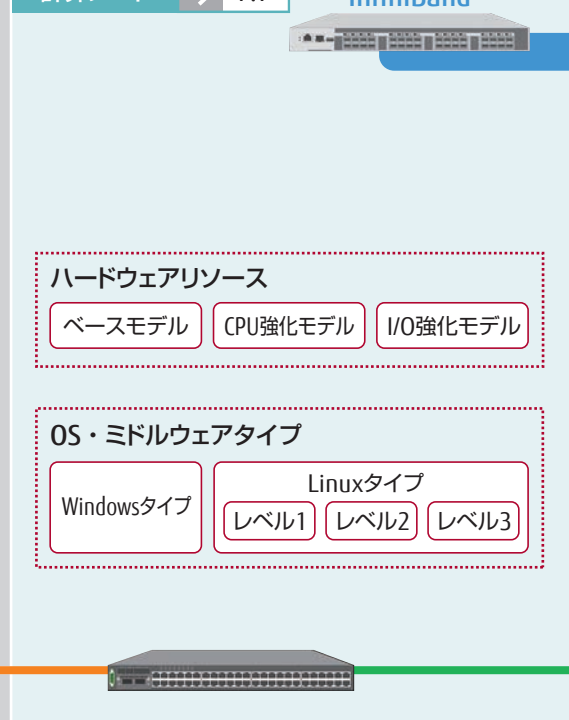 ハードウェアリソース
ベースモデル
CPU強化モデル
I/O強化モデル
OS・ミドルウェアタイプ
Windowsタイプ
Linuxタイプ
レベル1
レベル2
レベル3